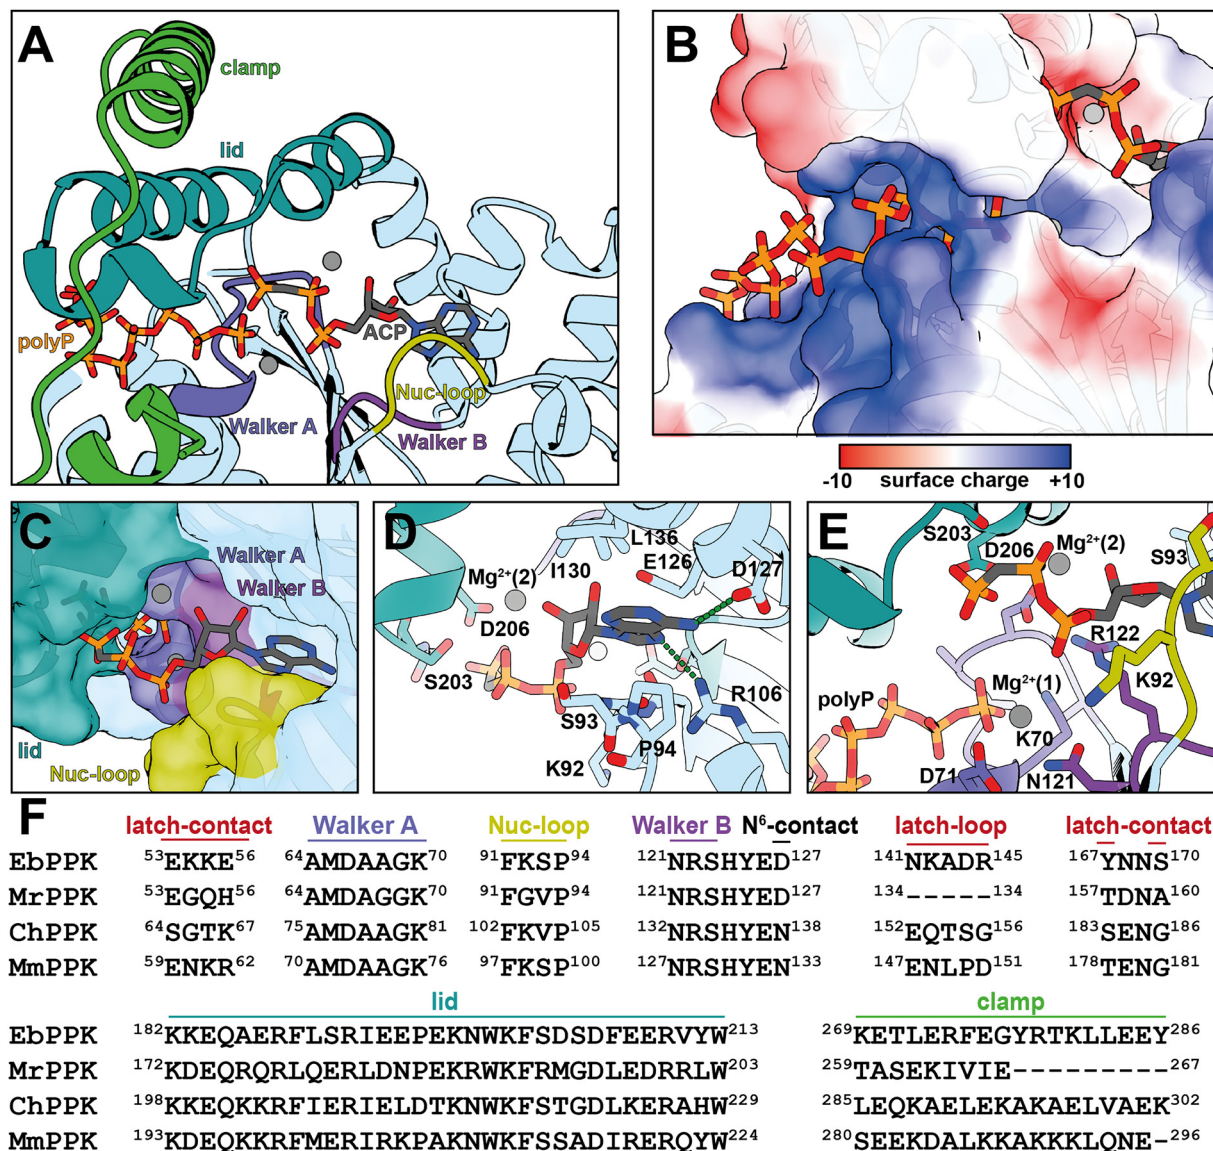 A
clamp
lid
polyP
ACP
Nuc-loop
Walker A
Walker B
B
-10 surface charge +10
C
Walker A
Walker B
lid
Nuc-loop
D
L136
E126
D127
I130
Mg²⁺(2)
D206
S203
R106
S93
P94
K92
E
S203
Mg²⁺(2)
D206
S93
R122
K92
Mg²⁺(1)
polyP
K70
D71
N121
F
latch-contact Walker A Nuc-loop Walker B N⁶-contact latch-loop latch-contact
EbPPK ⁵³EKKE⁵⁶ ⁶⁴AMDAAGK⁷⁰ ⁹¹FKSP⁹⁴ ¹²¹NRSHYED¹²⁷ ¹⁴¹NKADR¹⁴⁵ ¹⁶⁷YNNS¹⁷⁰
MrPPK ⁵³EGQH⁵⁶ ⁶⁴AMDAGGK⁷⁰ ⁹¹FGVP⁹⁴ ¹²¹NRSHYED¹²⁷ ¹³⁴-----¹³⁴ ¹⁵⁷TDNA¹⁶⁰
ChPPK ⁶⁴SGTK⁶⁷ ⁷⁵AMDAAGK⁸¹ ¹⁰²FKVP¹⁰⁵ ¹³²NRSHYEN¹³⁸ ¹⁵²EQTSG¹⁵⁶ ¹⁸³SENG¹⁸⁶
MmPPK ⁵⁹ENKR⁶² ⁷⁰AMDAAGK⁷⁶ ⁹⁷FKSP¹⁰⁰ ¹²⁷NRSHYEN¹³³ ¹⁴⁷ENLPD¹⁵¹ ¹⁷⁸TENG¹⁸¹
lid clamp
EbPPK ¹⁸²KKEQAERFLSRIEEPEKNWKFSDSDFEERVYW²¹³ ²⁶⁹KETLERFEGYRTKLLEEY²⁸⁶
MrPPK ¹⁷²KDEQRQRLQERLDNPEKRWKFRMGDLEDRRLW²⁰³ ²⁵⁹TASEKIVIE---------²⁶⁷
ChPPK ¹⁹⁸KKEQKKRFIERIELDTKNWKFSTGDLKERAHW²²⁹ ²⁸⁵LEQKAELEKAKAELVAEK³⁰²
MmPPK ¹⁹³KDEQKKRFMERIRKPAKNWKFSSADIRERQYW²²⁴ ²⁸⁰SEEKDALKKAKKKLQNE-²⁹⁶